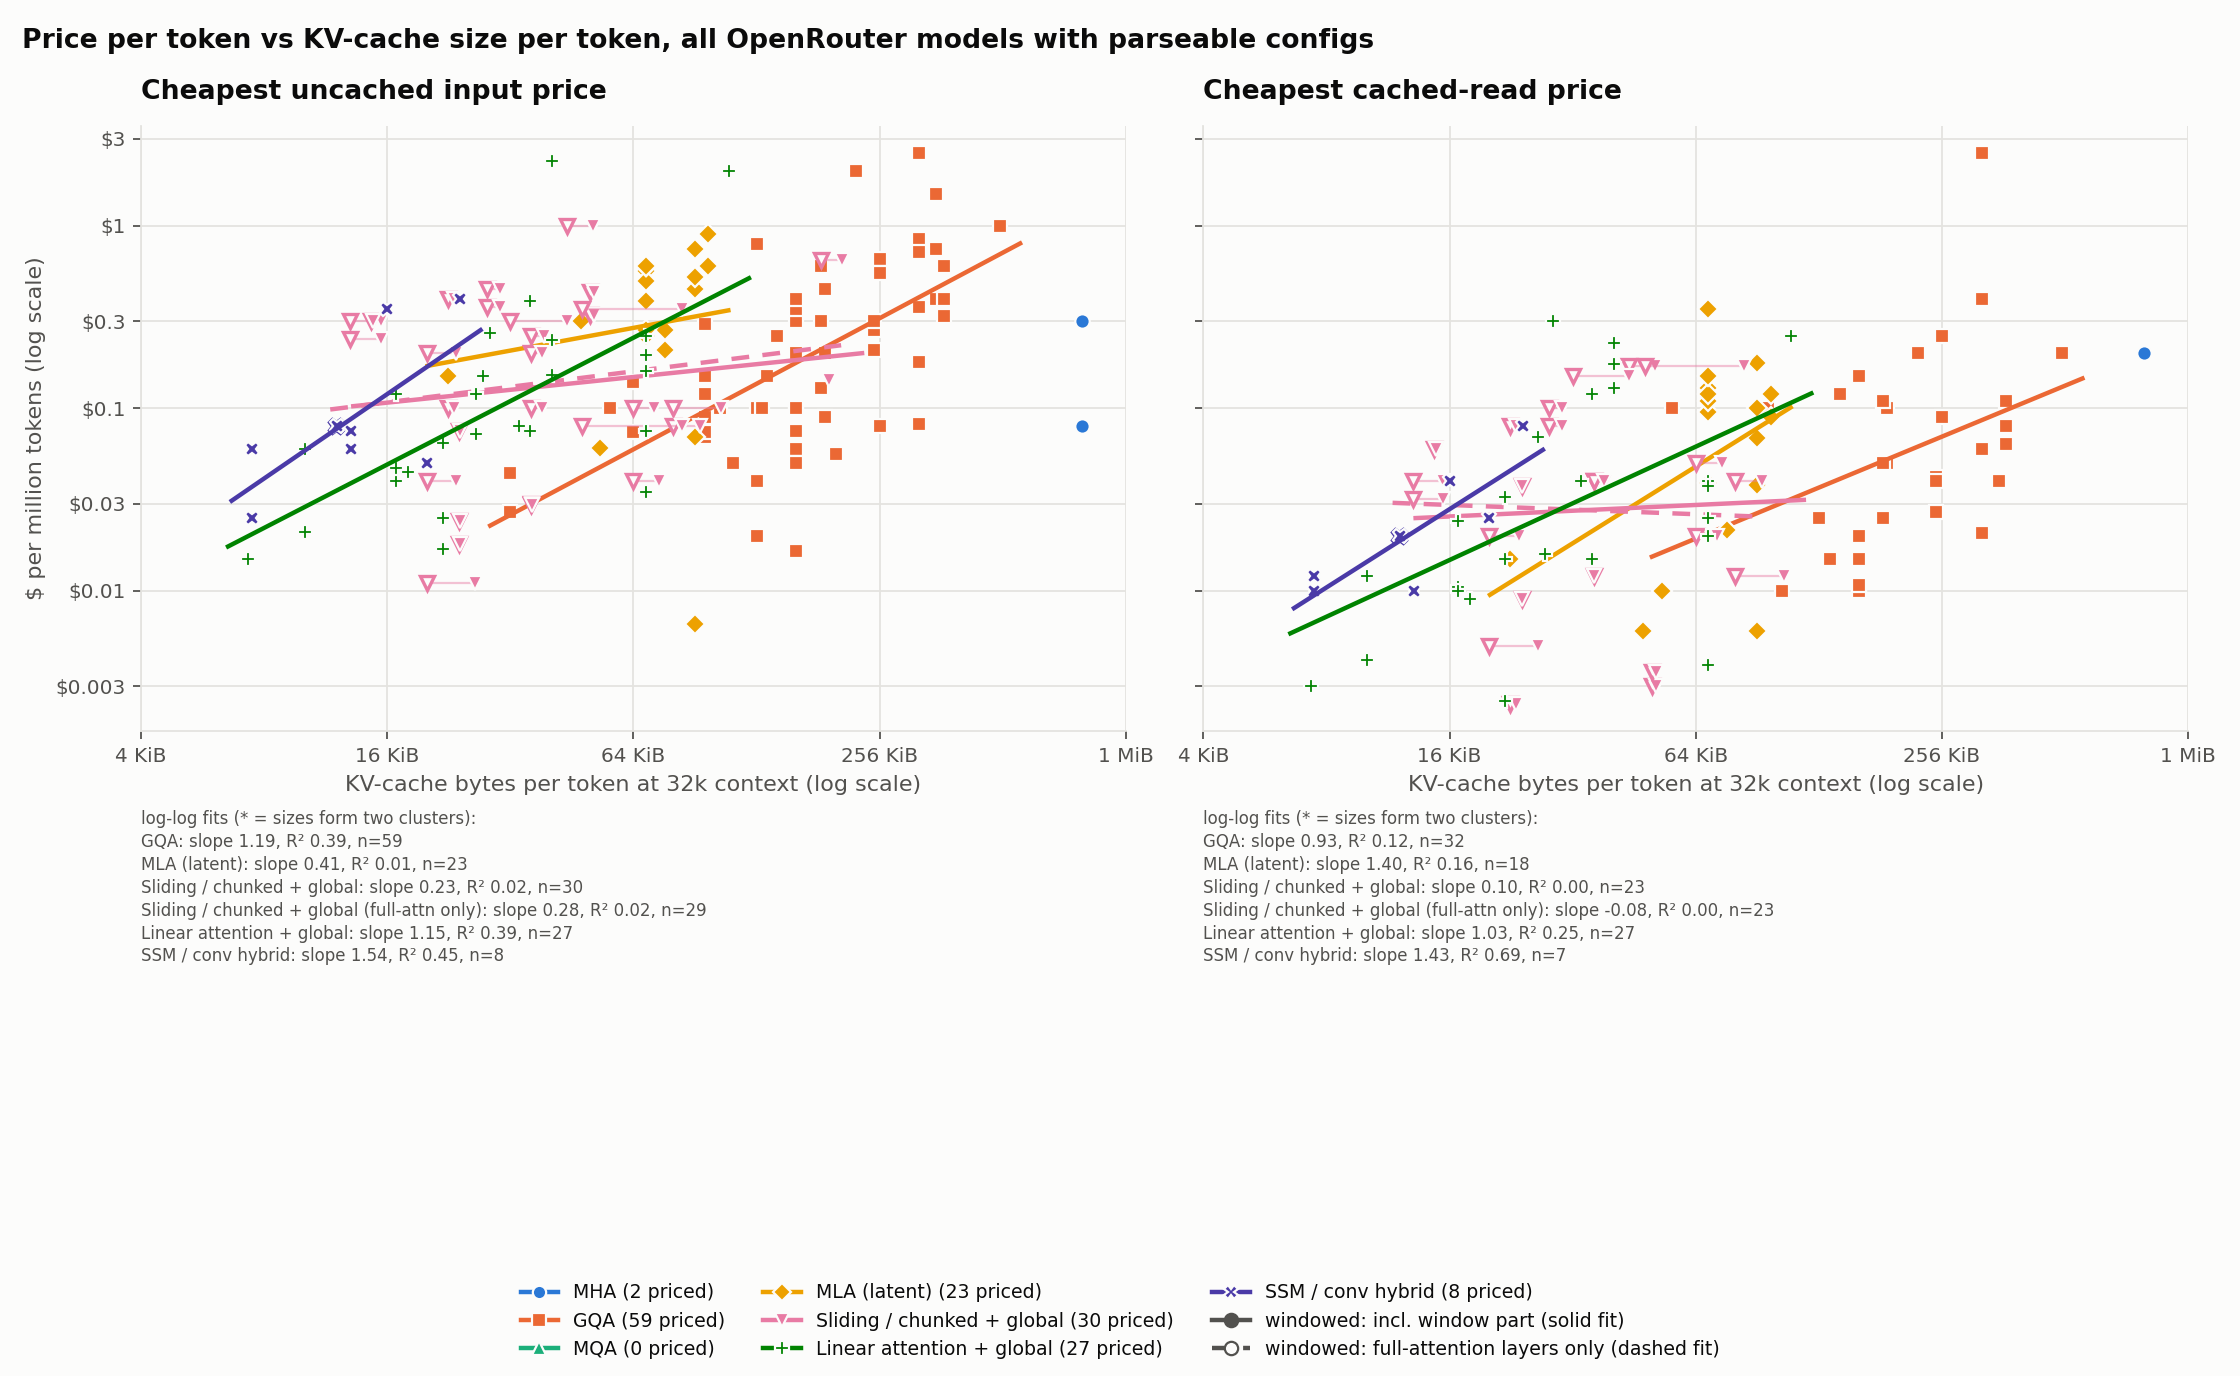 Price per token vs KV-cache size per token, all OpenRouter models with parseable configs
Cheapest uncached input price
Cheapest cached-read price
$ per million tokens (log scale)
$3
$1
$0.3
$0.1
$0.03
$0.01
$0.003
4 KiB
16 KiB
64 KiB
256 KiB
1 MiB
4 KiB
16 KiB
64 KiB
256 KiB
1 MiB
KV-cache bytes per token at 32k context (log scale)
KV-cache bytes per token at 32k context (log scale)
log-log fits (* = sizes form two clusters):
GQA: slope 1.19, R² 0.39, n=59
MLA (latent): slope 0.41, R² 0.01, n=23
Sliding / chunked + global: slope 0.23, R² 0.02, n=30
Sliding / chunked + global (full-attn only): slope 0.28, R² 0.02, n=29
Linear attention + global: slope 1.15, R² 0.39, n=27
SSM / conv hybrid: slope 1.54, R² 0.45, n=8
log-log fits (* = sizes form two clusters):
GQA: slope 0.93, R² 0.12, n=32
MLA (latent): slope 1.40, R² 0.16, n=18
Sliding / chunked + global: slope 0.10, R² 0.00, n=23
Sliding / chunked + global (full-attn only): slope -0.08, R² 0.00, n=23
Linear attention + global: slope 1.03, R² 0.25, n=27
SSM / conv hybrid: slope 1.43, R² 0.69, n=7
MHA (2 priced)
GQA (59 priced)
MQA (0 priced)
MLA (latent) (23 priced)
Sliding / chunked + global (30 priced)
Linear attention + global (27 priced)
SSM / conv hybrid (8 priced)
windowed: incl. window part (solid fit)
windowed: full-attention layers only (dashed fit)